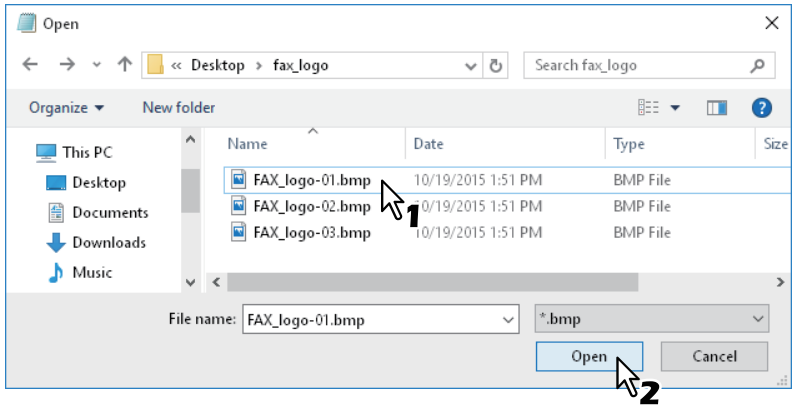 Open
« Desktop > fax_logo
Search fax_logo
Organize New folder
Name Date Type Size
This PC
Desktop
Documents
Downloads
Music
FAX_logo-01.bmp 10/19/2015 1:51 PM BMP File
FAX_logo-02.bmp 10/19/2015 1:51 PM BMP File
FAX_logo-03.bmp 10/19/2015 1:51 PM BMP File
1
File name: FAX_logo-01.bmp *.bmp
Open Cancel
2